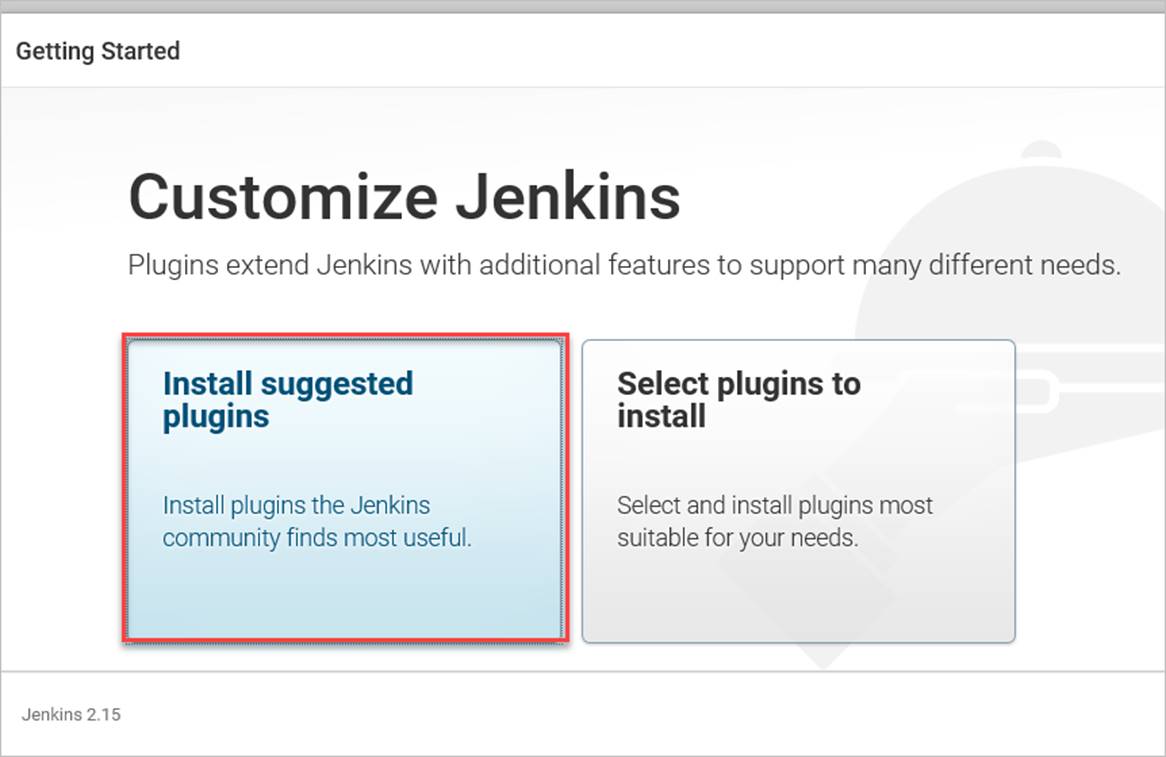 Getting Started
Customize Jenkins
Plugins extend Jenkins with additional features to support many different needs.
Install suggested
plugins
Install plugins the Jenkins
community finds most useful.
Select plugins to
install
Select and install plugins most
suitable for your needs.
Jenkins 2.15